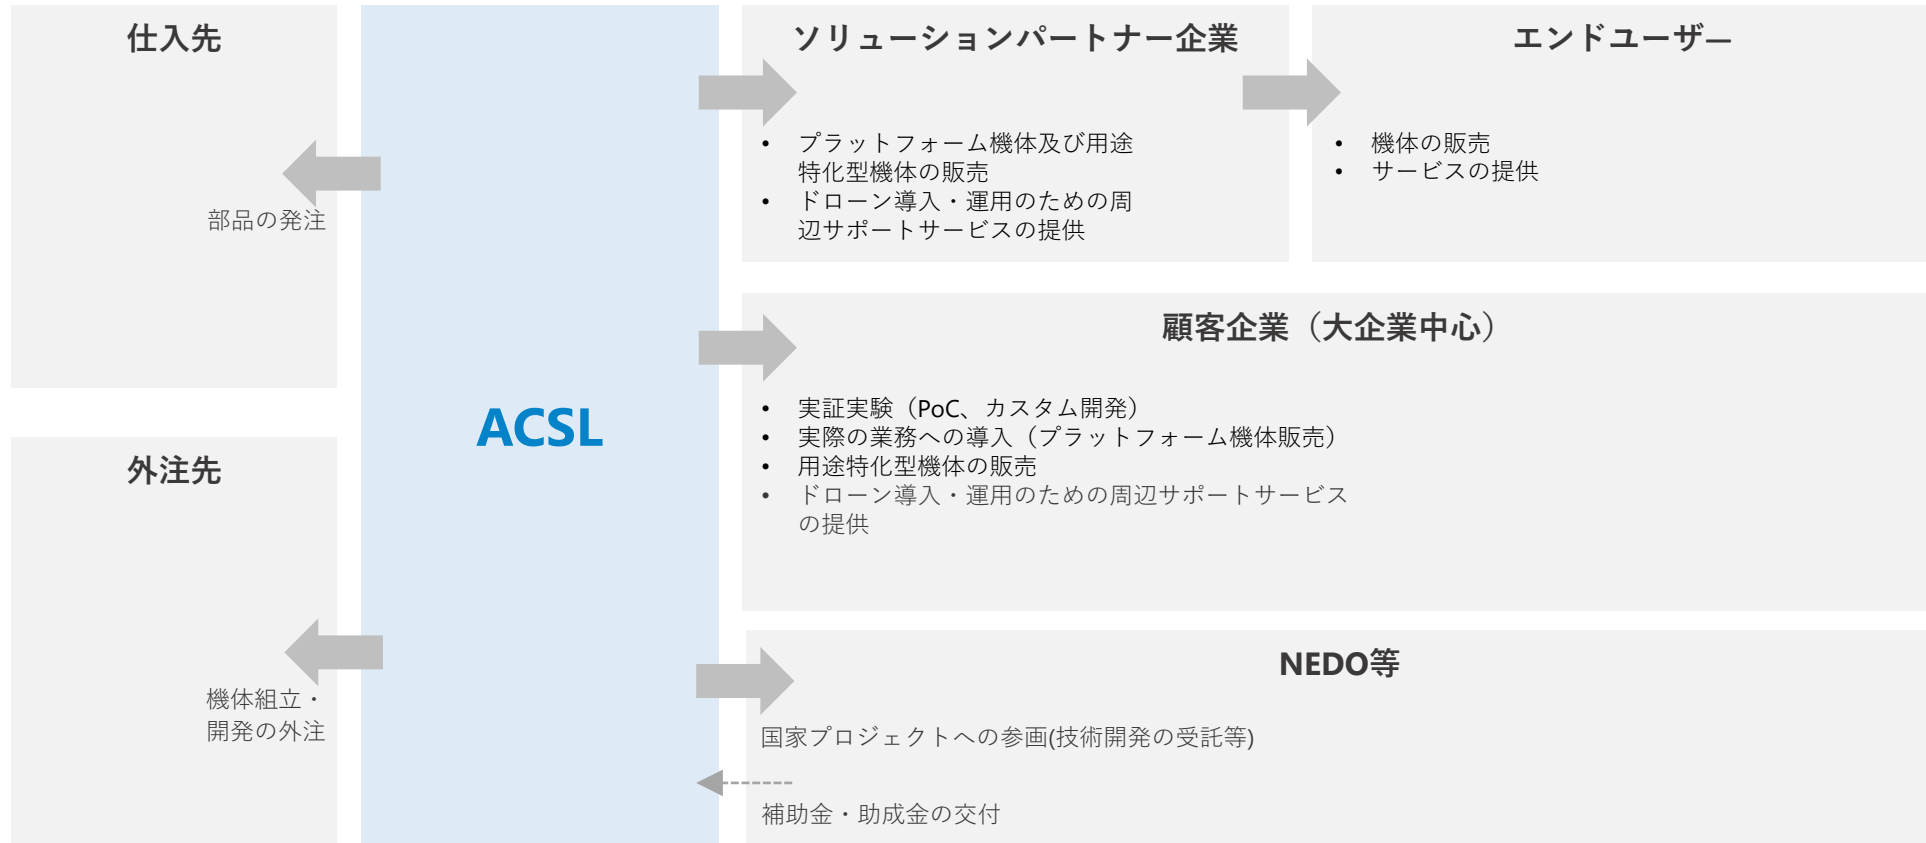 仕入先
部品の発注
外注先
機体組立・
開発の外注
ACSL
ソリューションパートナー企業
• プラットフォーム機体及び用途
特化型機体の販売
• ドローン導入・運用のための周
辺サポートサービスの提供
エンドユーザ―
• 機体の販売
• サービスの提供
顧客企業（大企業中心）
• 実証実験（PoC、カスタム開発）
• 実際の業務への導入（プラットフォーム機体販売）
• 用途特化型機体の販売
• ドローン導入・運用のための周辺サポートサービス
の提供
NEDO等
国家プロジェクトへの参画(技術開発の受託等)
補助金・助成金の交付